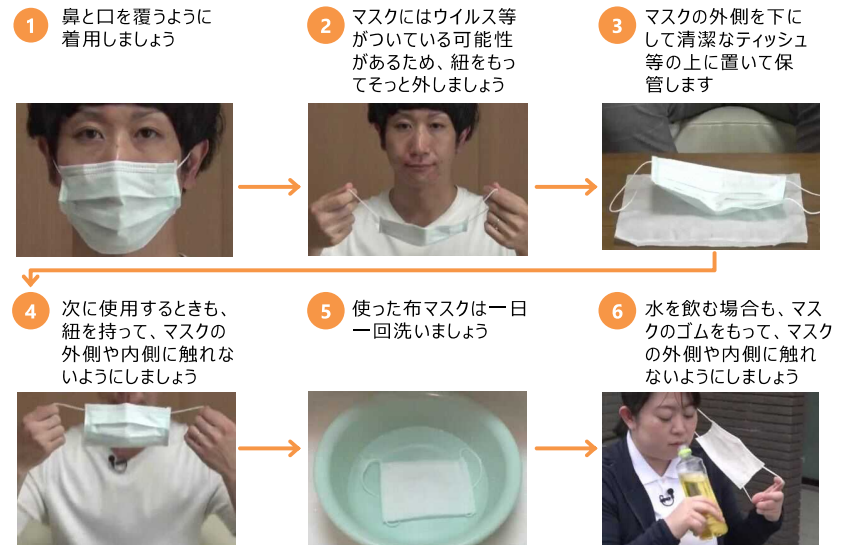 1
鼻と口を覆うように
着用しましょう
2
マスクにはウイルス等
がついている可能性
があるため、紐をもっ
てそっと外しましょう
3
マスクの外側を下に
して清潔なティッシュ
等の上に置いて保
管します
4
次に使用するときも、
紐を持って、マスクの
外側や内側に触れな
いようにしましょう
5
使った布マスクは一日
一回洗いましょう
6
水を飲む場合も、マス
クのゴムをもって、マスク
の外側や内側に触れ
ないようにしましょう